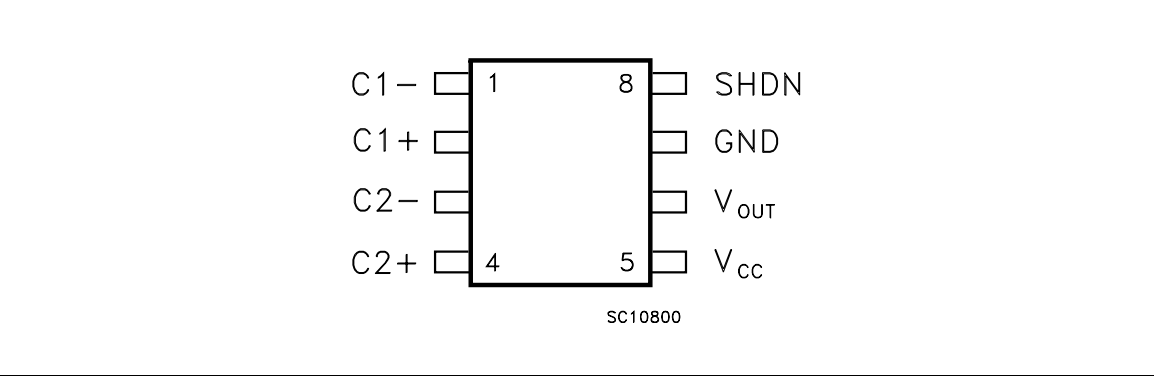 C1− 1 8 SHDN
C1+ GND
C2− VOUT
C2+ 4 5 VCC
SC10800